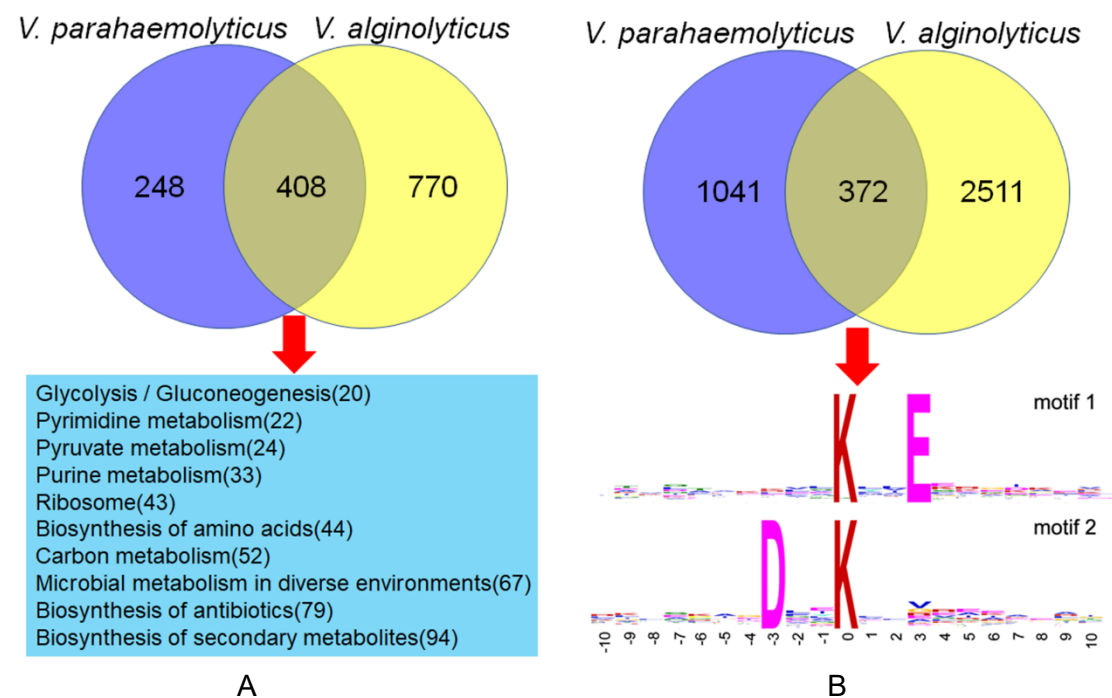 V. parahaemolyticus V. alginolyticus
248 408 770
Glycolysis / Gluconeogenesis(20)
Pyrimidine metabolism(22)
Pyruvate metabolism(24)
Purine metabolism(33)
Ribosome(43)
Biosynthesis of amino acids(44)
Carbon metabolism(52)
Microbial metabolism in diverse environments(67)
Biosynthesis of antibiotics(79)
Biosynthesis of secondary metabolites(94)
A
V. parahaemolyticus V. alginolyticus
1041 372 2511
motif 1
K E
motif 2
D K V
-10 -9 -8 -7 -6 -5 -4 -3 -2 -1 0 1 2 3 4 5 6 7 8 9 10
B